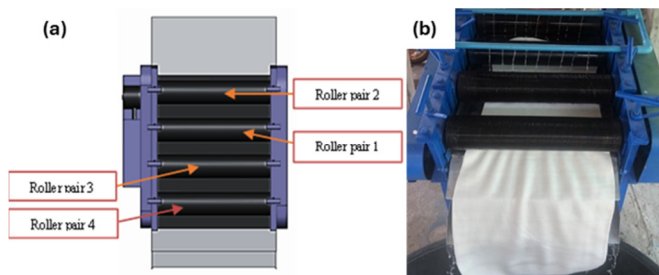 (a)
(b)
Roller pair 2
Roller pair 1
Roller pair 3
Roller pair 4